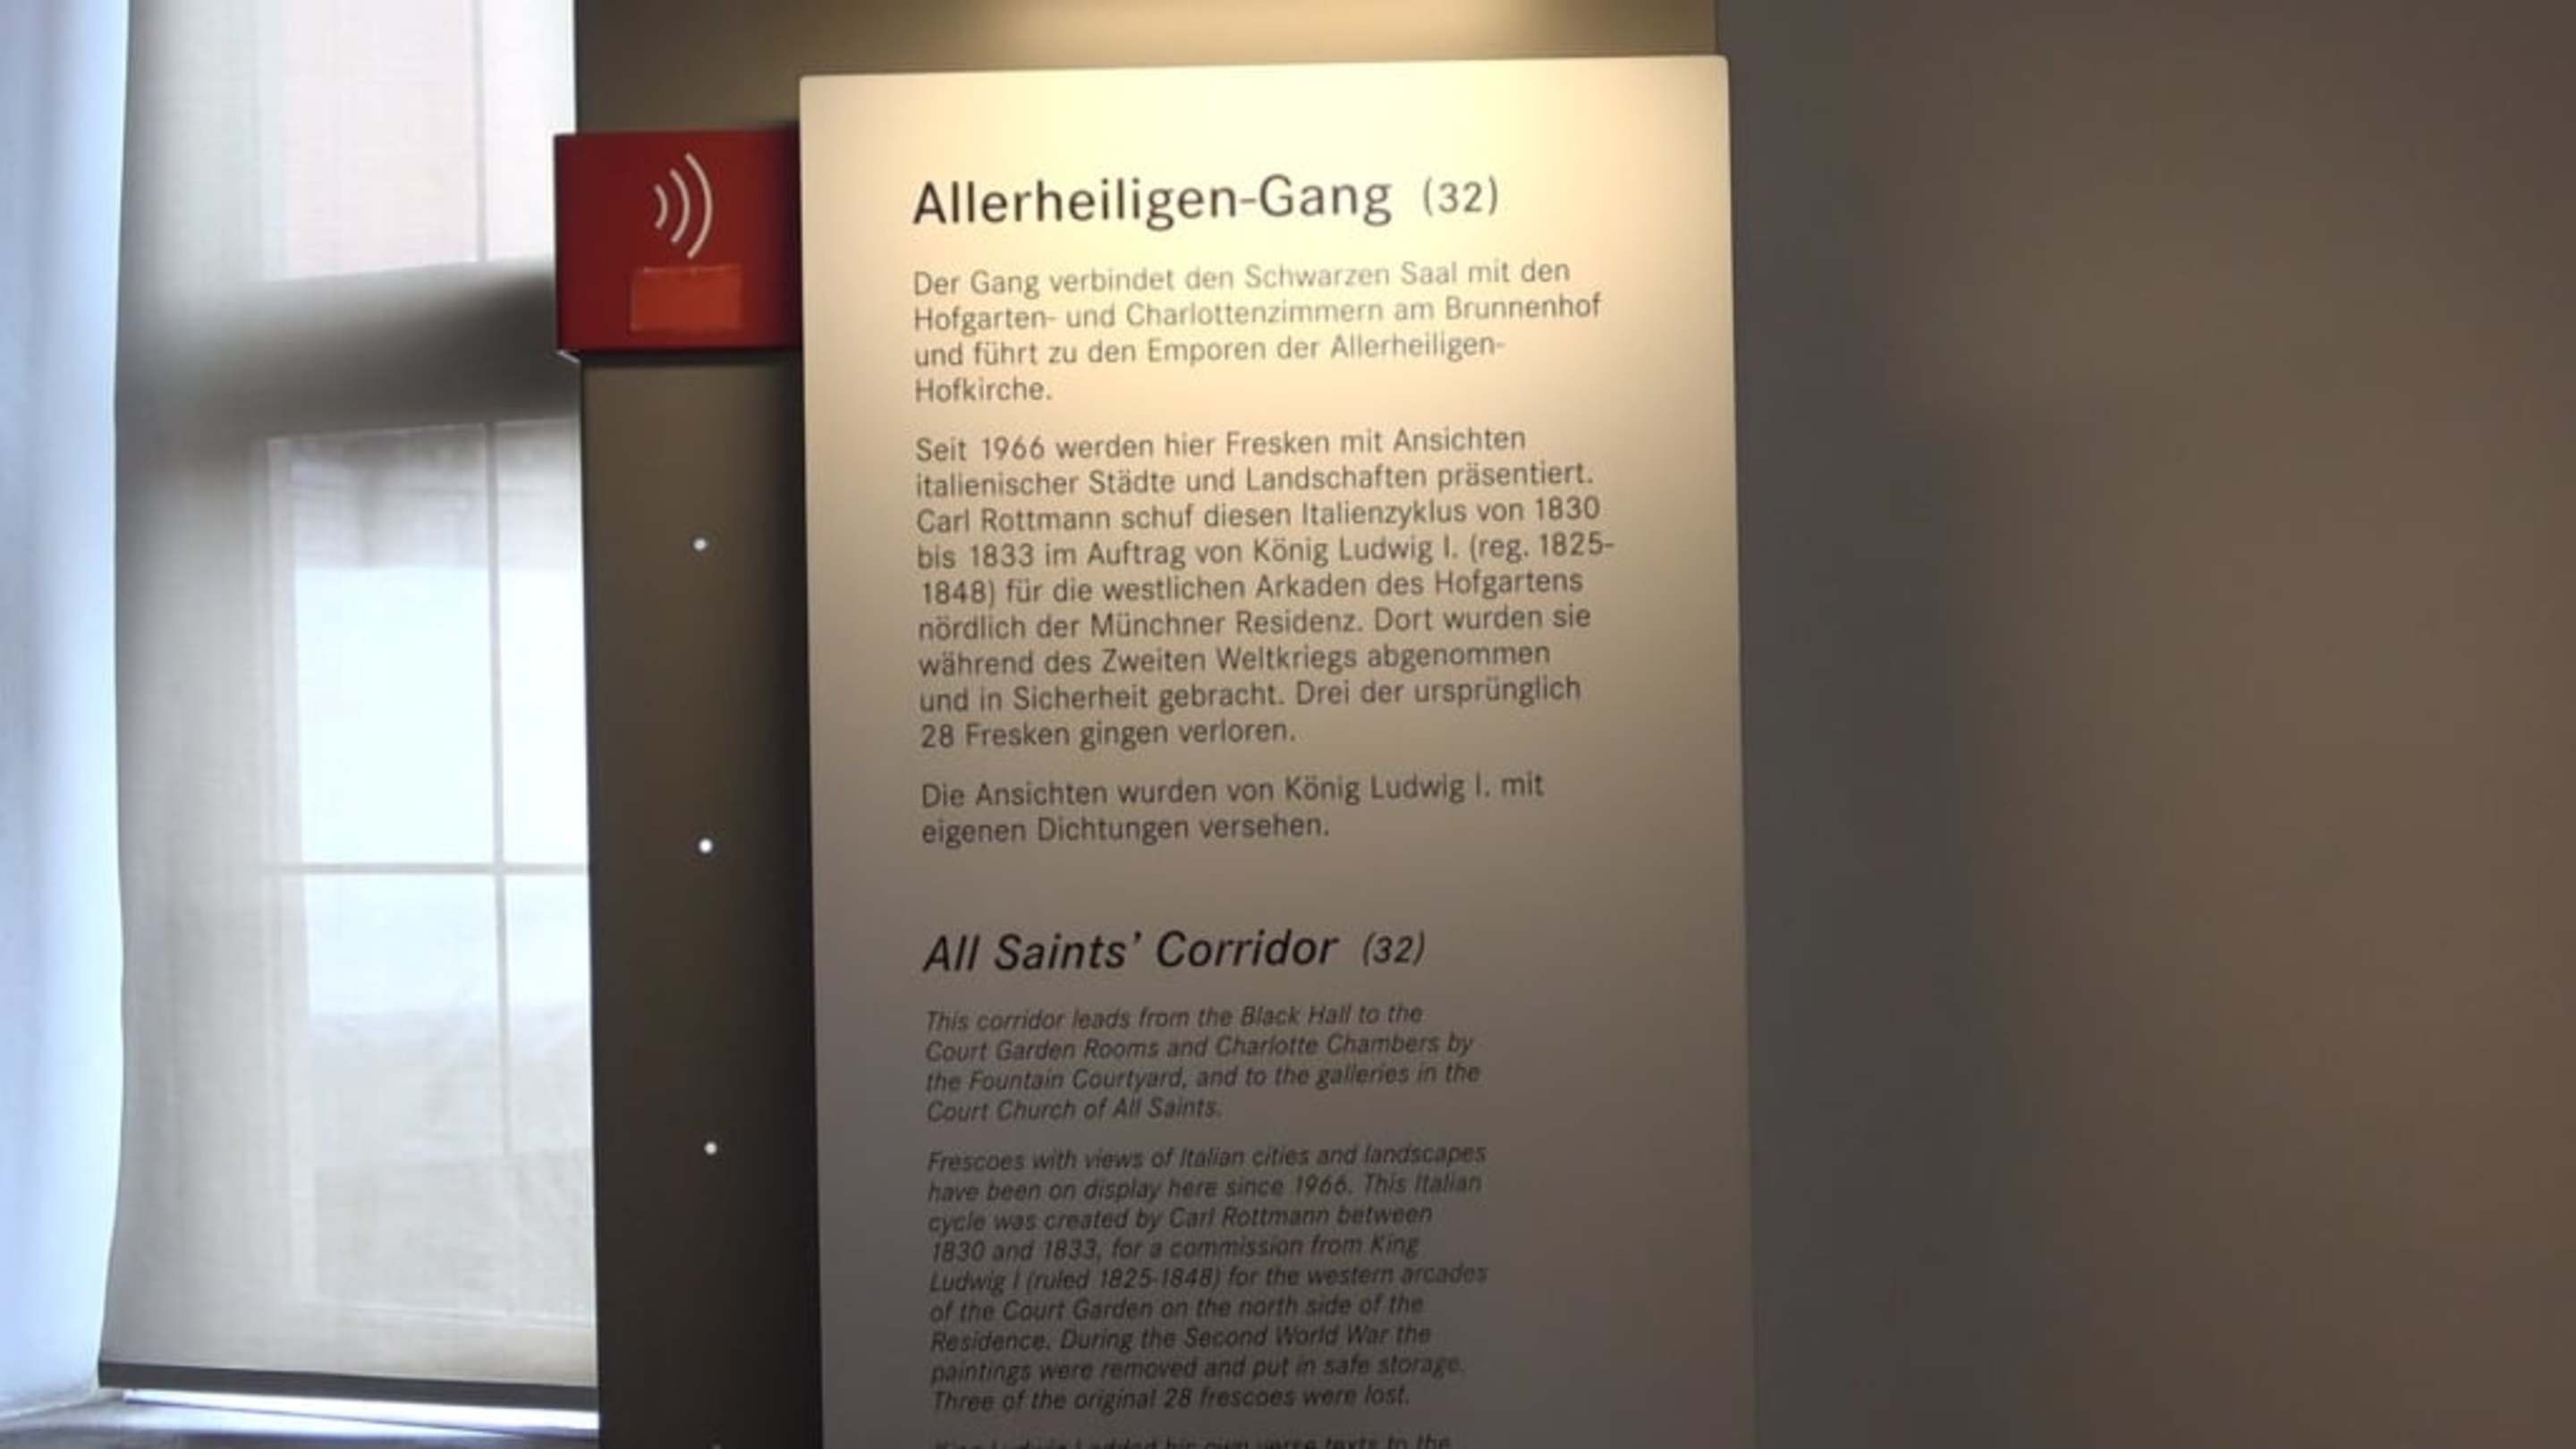 Allerheiligen-Gang (32)
Der Gang verbindet den Schwarzen Saal mit den
Hofgarten- und Charlottenzimmern am Brunnenhof
und führt zu den Emporen der Allerheiligen-
Hofkirche.
Seit 1966 werden hier Fresken mit Ansichten
italienischer Städte und Landschaften präsentiert.
Carl Rottmann schuf diesen Italienzyklus von 1830
bis 1833 im Auftrag von König Ludwig I. (reg. 1825-
1848) für die westlichen Arkaden des Hofgartens
nördlich der Münchner Residenz. Dort wurden sie
während des Zweiten Weltkriegs abgenommen
und in Sicherheit gebracht. Drei der ursprünglich
28 Fresken gingen verloren.
Die Ansichten wurden von König Ludwig I. mit
eigenen Dichtungen versehen.
All Saints' Corridor (32)
This corridor leads from the Black Hall to the
Court Garden Rooms and Charlotte Chambers by
the Fountain Courtyard, and to the galleries in the
Court Church of All Saints.
Frescoes with views of Italian cities and landscapes
have been on display here since 1966. This Italian
cycle was created by Carl Rottmann between
1830 and 1833, for a commission from King
Ludwig I (ruled 1825-1848) for the western arcades
of the Court Garden on the north side of the
Residence. During the Second World War the
paintings were removed and put in safe storage.
Three of the original 28 frescoes were lost.